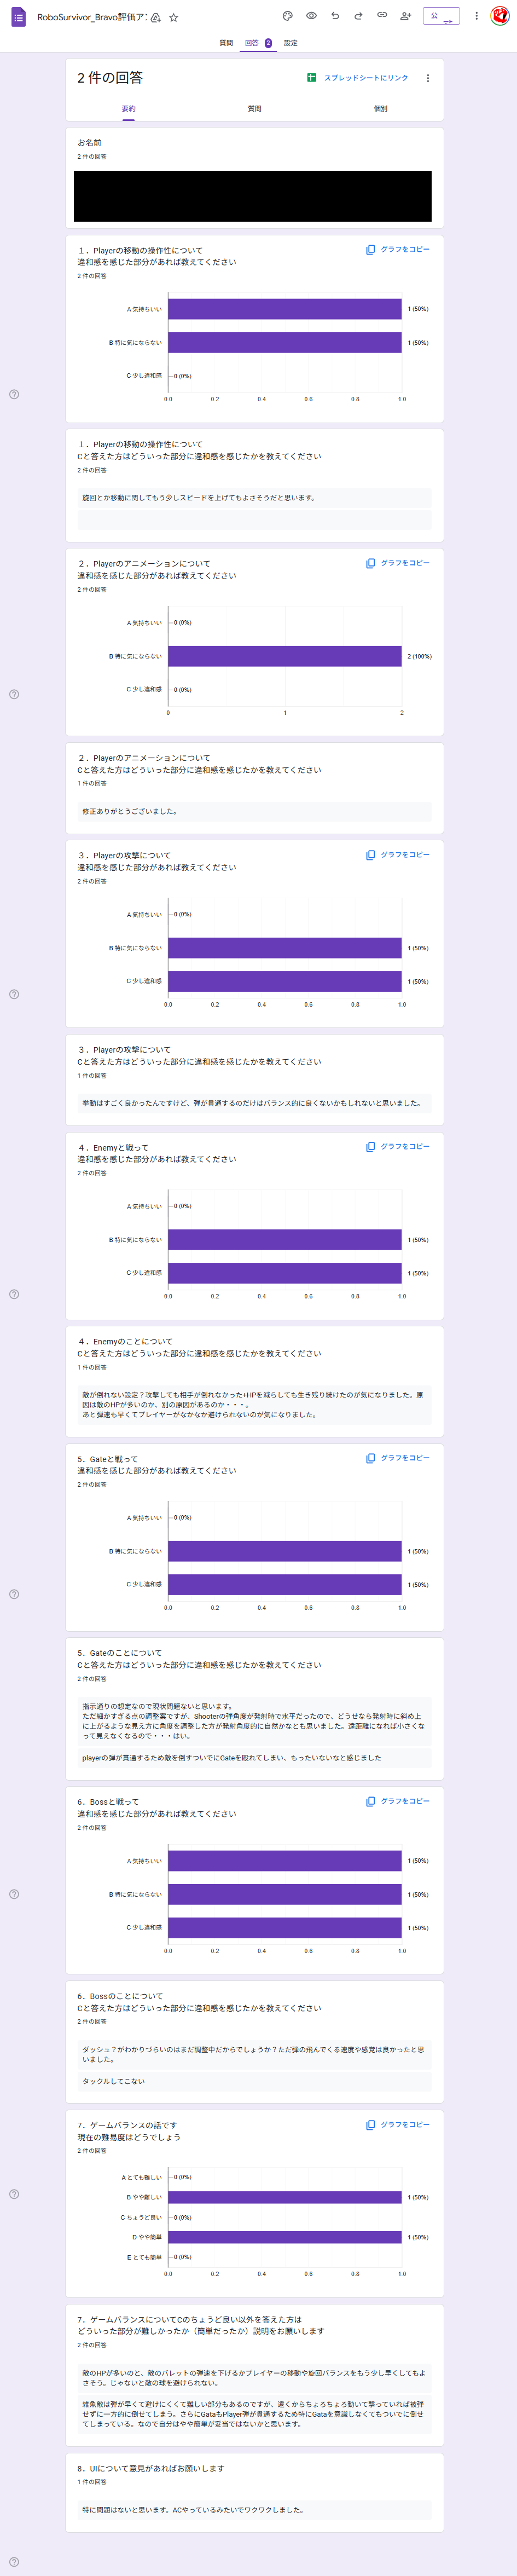 RoboSurvivor_Bravo評価ア:
公
質問 回答 2 設定
2 件の回答
スプレッドシートにリンク
要約 質問 個別
お名前
2 件の回答
１．Playerの移動の操作性について
違和感を感じた部分があれば教えてください
グラフをコピー
2 件の回答
A 気持ちいい 1 (50%)
B 特に気にならない 1 (50%)
C 少し違和感 0 (0%)
0.0 0.2 0.4 0.6 0.8 1.0
１．Playerの移動の操作性について
Cと答えた方はどういった部分に違和感を感じたかを教えてください
2 件の回答
旋回とか移動に関してもう少しスピードを上げてもよさそうだと思います。
２．Playerのアニメーションについて
違和感を感じた部分があれば教えてください
グラフをコピー
2 件の回答
A 気持ちいい 0 (0%)
B 特に気にならない 2 (100%)
C 少し違和感 0 (0%)
0 1 2
２．Playerのアニメーションについて
Cと答えた方はどういった部分に違和感を感じたかを教えてください
1 件の回答
修正ありがとうございました。
３．Playerの攻撃について
違和感を感じた部分があれば教えてください
グラフをコピー
2 件の回答
A 気持ちいい 0 (0%)
B 特に気にならない 1 (50%)
C 少し違和感 1 (50%)
0.0 0.2 0.4 0.6 0.8 1.0
３．Playerの攻撃について
Cと答えた方はどういった部分に違和感を感じたかを教えてください
1 件の回答
挙動はすごく良かったんですけど、弾が貫通するのだけはバランス的に良くないかもしれないと思いました。
４．Enemyと戦って
違和感を感じた部分があれば教えてください
グラフをコピー
2 件の回答
A 気持ちいい 0 (0%)
B 特に気にならない 1 (50%)
C 少し違和感 1 (50%)
0.0 0.2 0.4 0.6 0.8 1.0
４．Enemyのことについて
Cと答えた方はどういった部分に違和感を感じたかを教えてください
1 件の回答
敵が倒れない設定？攻撃しても相手が倒れなかった+HPを減らしても生き残り続けたのが気になりました。原
因は敵のHPが多いのか、別の原因があるのか・・・。
あと弾速も早くてプレイヤーがなかなか避けられないのが気になりました。
5．Gateと戦って
違和感を感じた部分があれば教えてください
グラフをコピー
2 件の回答
A 気持ちいい 0 (0%)
B 特に気にならない 1 (50%)
C 少し違和感 1 (50%)
0.0 0.2 0.4 0.6 0.8 1.0
5．Gateのことについて
Cと答えた方はどういった部分に違和感を感じたかを教えてください
2 件の回答
指示通りの想定なので現状問題ないと思います。
ただ細かすぎる点の調整案ですが、Shooterの弾角度が発射時で水平だったので、どうせなら発射時に斜め上
に上がるような見え方に角度を調整した方が発射角度的に自然かなとも思いました。遠距離になれば小さくな
って見えなくなるので・・・はい。
playerの弾が貫通するため敵を倒すついでにGateを殴れてしまい、もったいないなと感じました
6．Bossと戦って
違和感を感じた部分があれば教えてください
グラフをコピー
2 件の回答
A 気持ちいい 1 (50%)
B 特に気にならない 1 (50%)
C 少し違和感 1 (50%)
0.0 0.2 0.4 0.6 0.8 1.0
6．Bossのことについて
Cと答えた方はどういった部分に違和感を感じたかを教えてください
2 件の回答
ダッシュ？がわかりづらいのはまだ調整中だからでしょうか？ただ弾の飛んでくる速度や感覚は良かったと思
いました。
タックルしてこない
7．ゲームバランスの話です
現在の難易度はどうでしょう
グラフをコピー
2 件の回答
A とても難しい 0 (0%)
B やや難しい 1 (50%)
C ちょうど良い 0 (0%)
D やや簡単 1 (50%)
E とても簡単 0 (0%)
0.0 0.2 0.4 0.6 0.8 1.0
7．ゲームバランスについてCのちょうど良い以外を答えた方は
どういった部分が難しかったか（簡単だったか）説明をお願いします
2 件の回答
敵のHPが多いのと、敵のバレットの弾速を下げるかプレイヤーの移動や旋回バランスをもう少し早くしてもよ
さそう。じゃないと敵の球を避けられない。
雑魚敵は弾が早くて避けにくくて難しい部分もあるのですが、遠くからちょろちょろ動いて撃っていれば被弾
せずに一方的に倒せてしまう。さらにGataもPlayer弾が貫通するため特にGataを意識しなくてもついでに倒せ
てしまっている。なので自分はやや簡単が妥当ではないかと思います。
8．UIについて意見があればお願いします
1 件の回答
特に問題はないと思います。ACやっているみたいでワクワクしました。